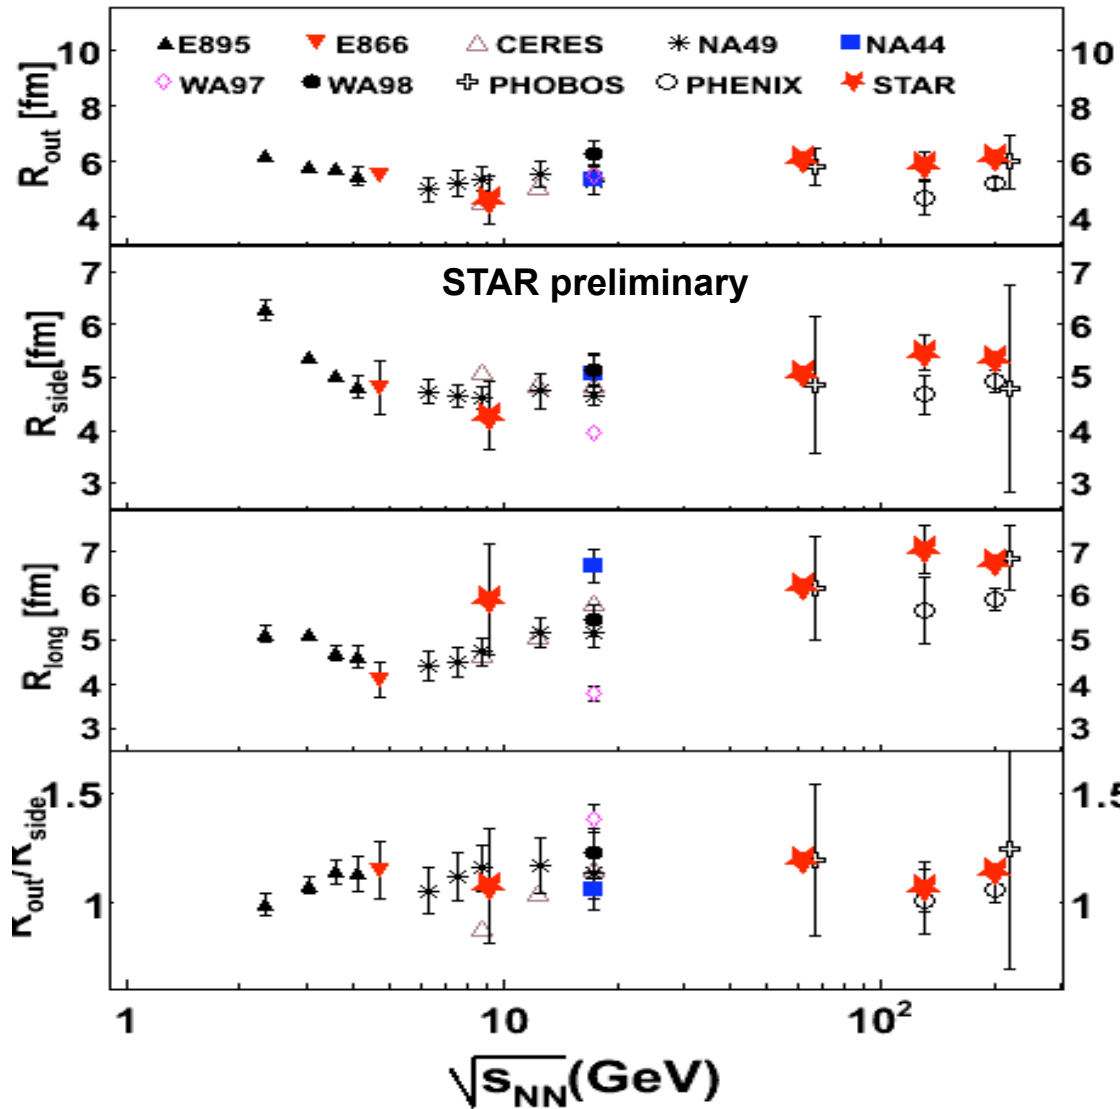 E895 E866 CERES NA49 NA44
WA97 WA98 PHOBOS PHENIX STAR
R_out [fm]
10 10
8 8
6 6
4 4
STAR preliminary
R_side[fm]
7 7
6 6
5 5
4 4
3 3
R_long [fm]
7 7
6 6
5 5
4 4
3 3
R_out/R_side
1.5 1.5
1 1
1 10 10²
√s_NN(GeV)